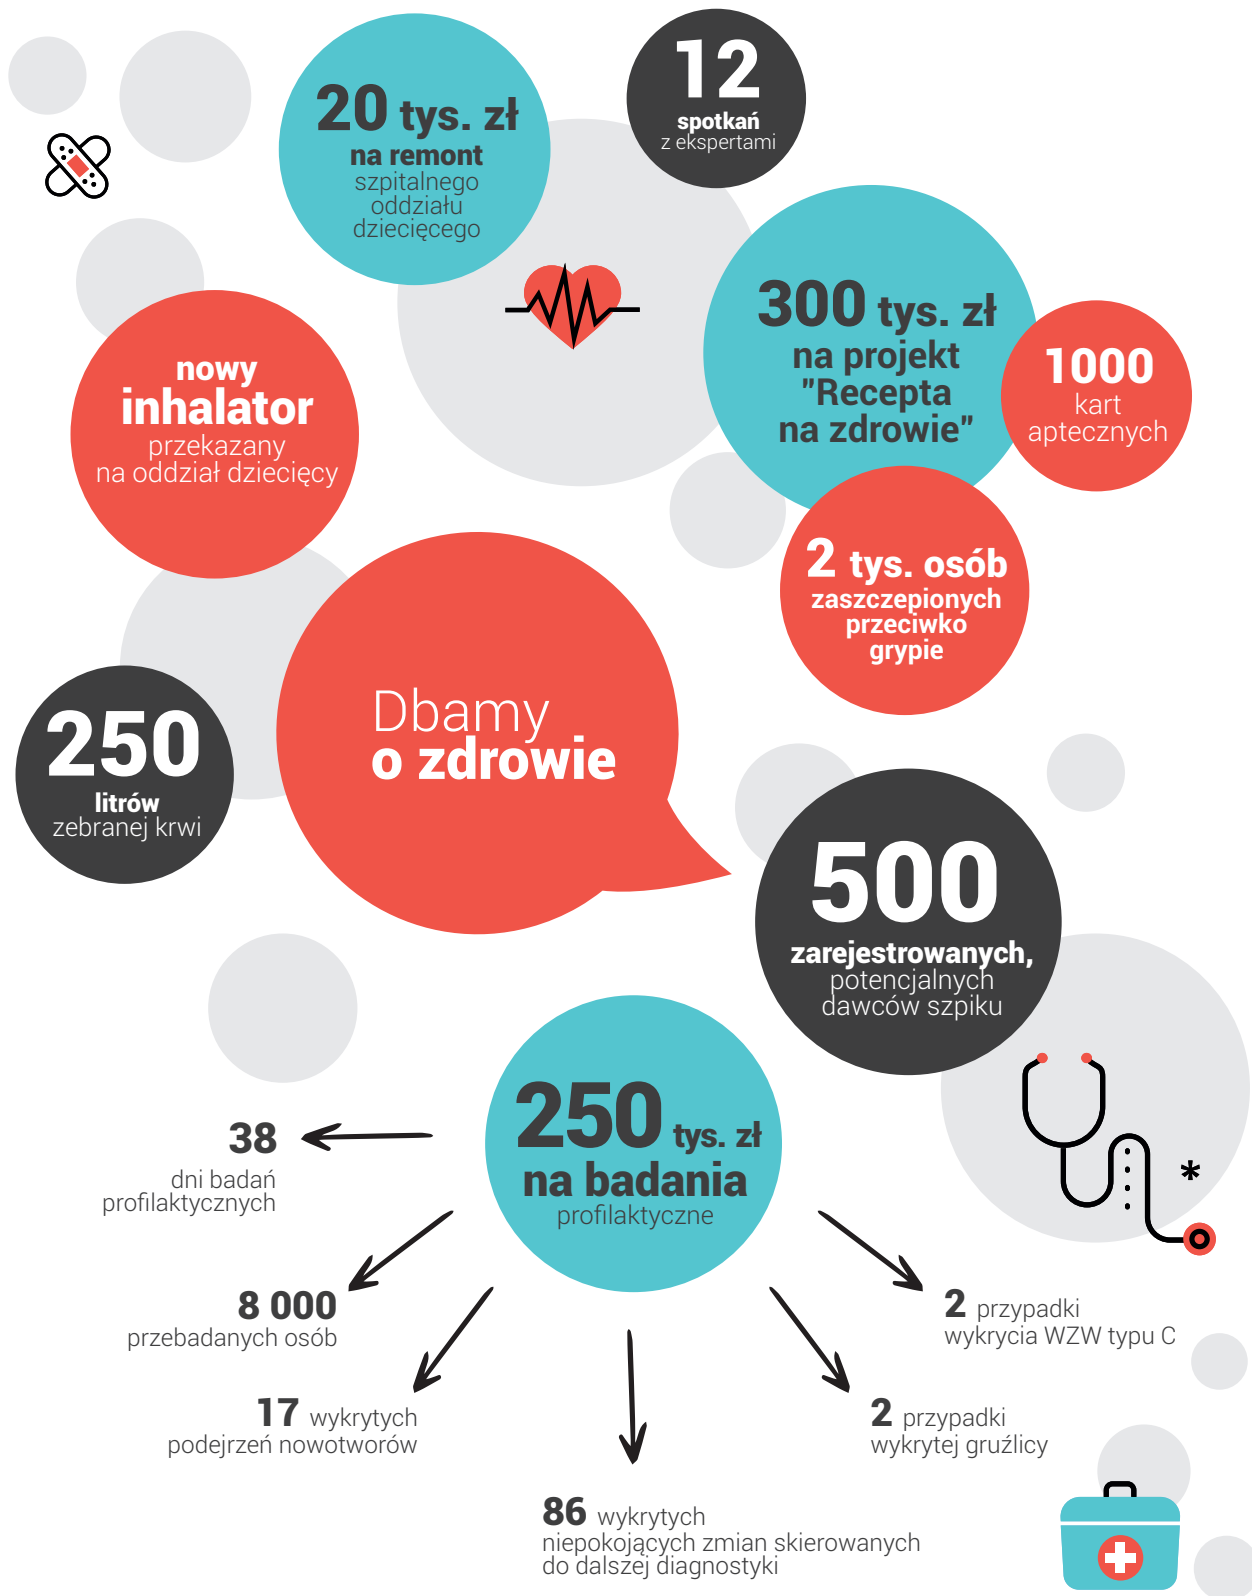 20 tys. zł
na remont
szpitalnego
oddziału
dziecięcego
12
spotkań
z ekspertami
300 tys. zł
na projekt
"Recepta
na zdrowie"
1000
kart
aptecznych
nowy
inhalator
przekazany
na oddział dziecięcy
2 tys. osób
zaszczepionych
przeciwko
grypie
Dbamy
o zdrowie
250
litrów
zebranej krwi
500
zarejestrowanych,
potencjalnych
dawców szpiku
250 tys. zł
na badania
profilaktyczne
38
dni badań
profilaktycznych
8 000
przebadanych osób
17 wykrytych
podejrzeń nowotworów
86 wykrytych
niepokojących zmian skierowanych
do dalszej diagnostyki
2 przypadki
wykrytej gruźlicy
2 przypadki
wykrycia WZW typu C
*